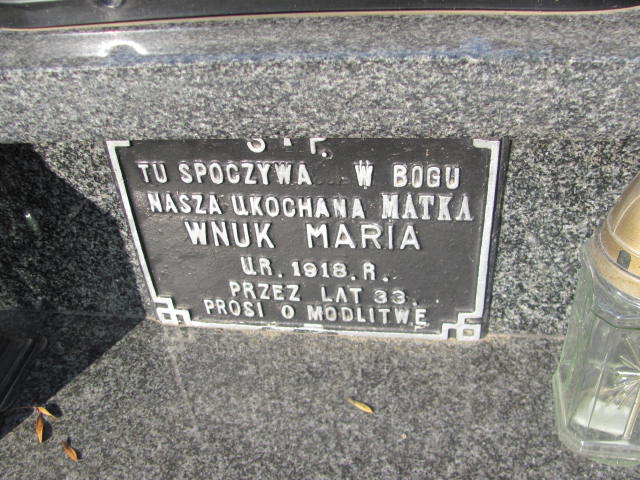 Ś † P.
TU SPOCZYWA W BOGU
NASZA UKOCHANA MATKA
WNUK MARIA
UR. 1918. R.
PRZEZ LAT 33.
PROSI O MODLITWĘ